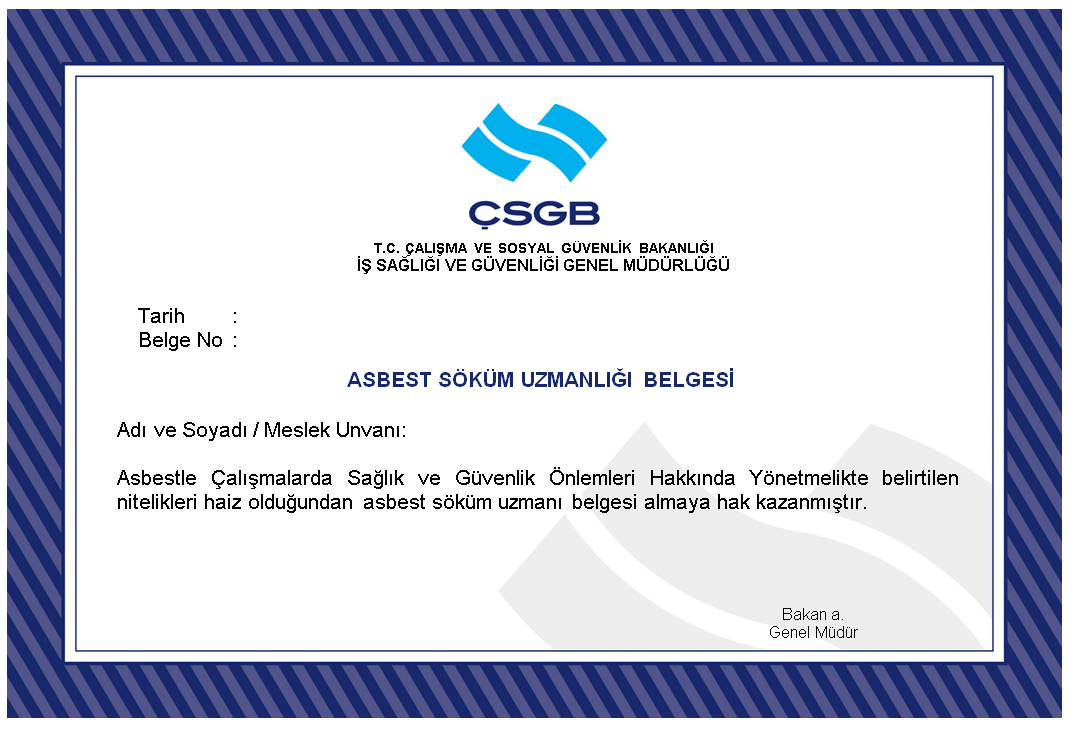 ÇSGB
T.C. ÇALIŞMA VE SOSYAL GÜVENLİK BAKANLIĞI
İŞ SAĞLIĞI VE GÜVENLİĞİ GENEL MÜDÜRLÜĞÜ
Tarih :
Belge No :
ASBEST SÖKÜM UZMANLIĞI BELGESİ
Adı ve Soyadı / Meslek Unvanı:
Asbestle Çalışmalarda Sağlık ve Güvenlik Önlemleri Hakkında Yönetmelikte belirtilen
nitelikleri haiz olduğundan asbest söküm uzmanı belgesi almaya hak kazanmıştır.
Bakan a.
Genel Müdür